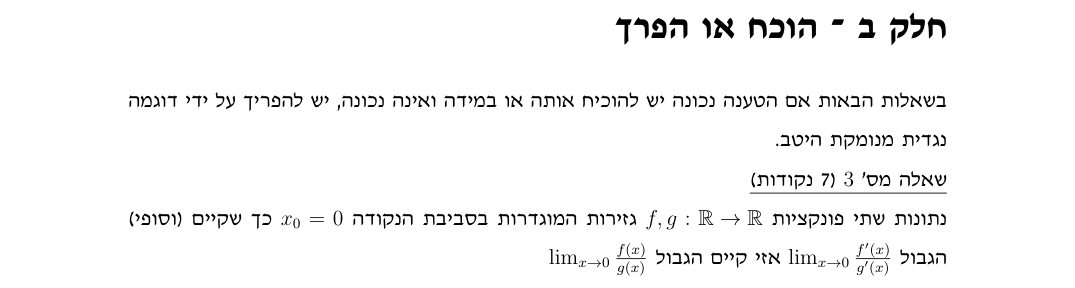 חלק ב - הוכח או הפרך
בשאלות הבאות אם הטענה נכונה יש להוכיח אותה או במידה ואינה נכונה, יש להפריך על ידי דוגמה
נגדית מנומקת היטב.
שאלה מס' 3 (7 נקודות)
נתונות שתי פונקציות f, g : ℝ → ℝ גזירות המוגדרות בסביבת הנקודה x₀ = 0 כך שקיים (וסופי)
הגבול lim_{x→0} f′(x)/g′(x) אזי קיים הגבול lim_{x→0} f(x)/g(x)